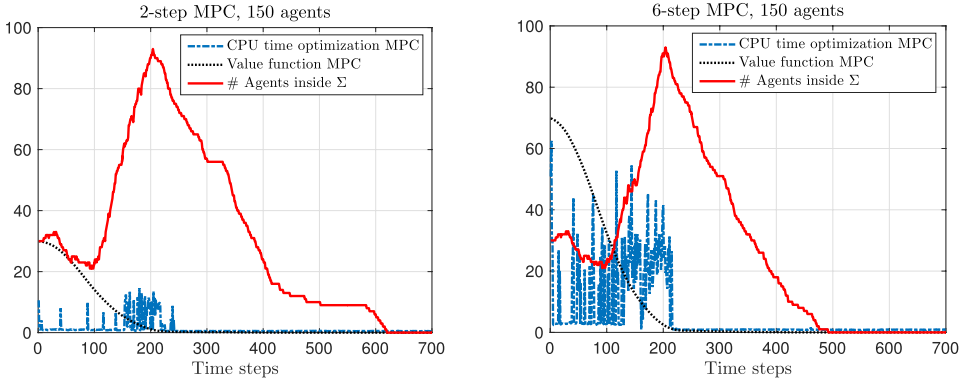 2-step MPC, 150 agents
100
80
60
40
20
0
CPU time optimization MPC
Value function MPC
# Agents inside Σ
0 100 200 300 400 500 600 700
Time steps
6-step MPC, 150 agents
100
80
60
40
20
0
CPU time optimization MPC
Value function MPC
# Agents inside Σ
0 100 200 300 400 500 600 700
Time steps